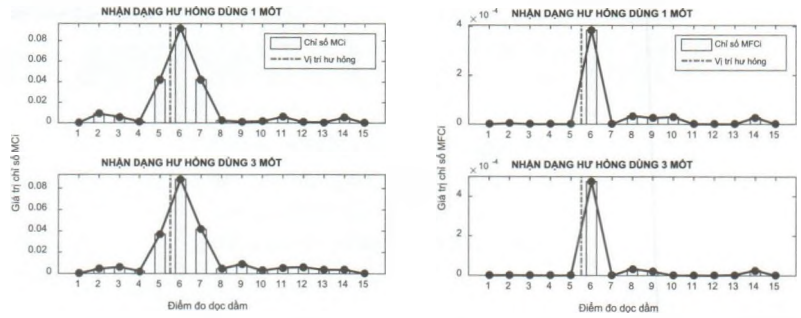 NHẬN DẠNG HƯ HỎNG DÙNG 1 MỐT
0.08
0.06
0.04
0.02
0
Chỉ số MCi
Vị trí hư hỏng
1 2 3 4 5 6 7 8 9 10 11 12 13 14 15
NHẬN DẠNG HƯ HỎNG DÙNG 3 MỐT
0.08
0.06
0.04
0.02
0
1 2 3 4 5 6 7 8 9 10 11 12 13 14 15
Giá trị chỉ số MCi
Điểm đo dọc dầm
NHẬN DẠNG HƯ HỎNG DÙNG 1 MỐT
4 × 10⁻⁴
2
0
Chỉ số MFCi
Vị trí hư hỏng
1 2 3 4 5 6 7 8 9 10 11 12 13 14 15
NHẬN DẠNG HƯ HỎNG DÙNG 3 MỐT
4 × 10⁻⁴
2
0
1 2 3 4 5 6 7 8 9 10 11 12 13 14 15
Giá trị chỉ số MFCi
Điểm đo dọc dầm